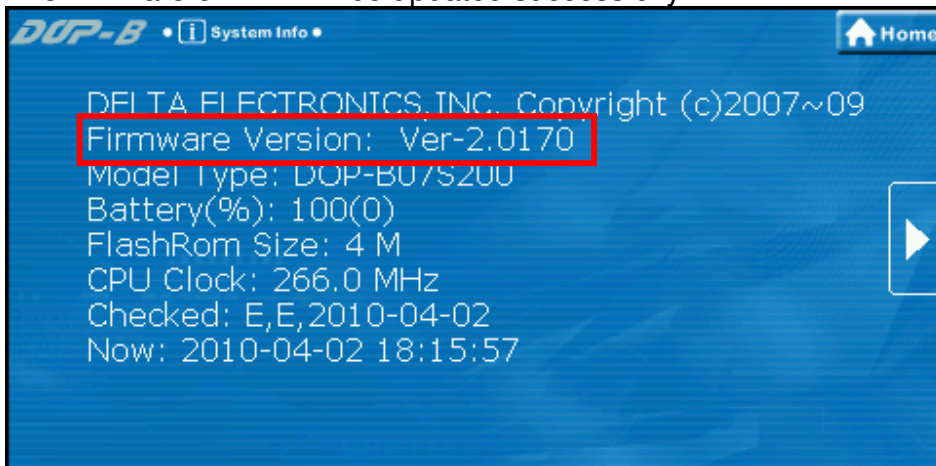 DOP-B • i System Info •
Home
DELTA ELECTRONICS,INC. Copyright (c)2007~09
Firmware Version: Ver-2.0170
Model Type: DOP-B07S200
Battery(%): 100(0)
FlashRom Size: 4 M
CPU Clock: 266.0 MHz
Checked: E,E,2010-04-02
Now: 2010-04-02 18:15:57